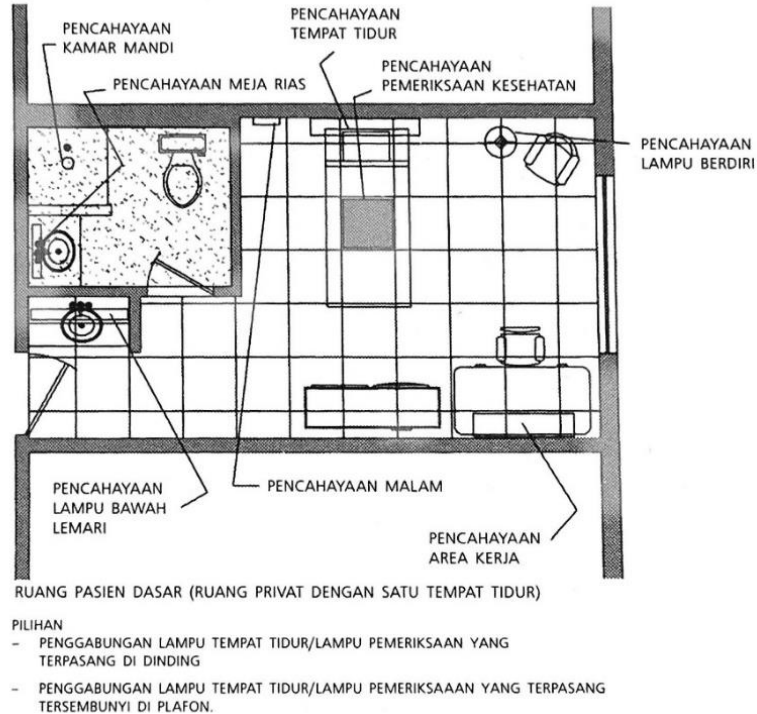 PENCAHAYAAN
KAMAR MANDI
PENCAHAYAAN
TEMPAT TIDUR
PENCAHAYAAN MEJA RIAS
PENCAHAYAAN
PEMERIKSAAN KESEHATAN
PENCAHAYAAN
LAMPU BERDIRI
PENCAHAYAAN
LAMPU BAWAH
LEMARI
PENCAHAYAAN MALAM
PENCAHAYAAN
AREA KERJA
RUANG PASIEN DASAR (RUANG PRIVAT DENGAN SATU TEMPAT TIDUR)
PILIHAN
– PENGGABUNGAN LAMPU TEMPAT TIDUR/LAMPU PEMERIKSAAN YANG
TERPASANG DI DINDING
– PENGGABUNGAN LAMPU TEMPAT TIDUR/LAMPU PEMERIKSAAAN YANG TERPASANG
TERSEMBUNYI DI PLAFON.